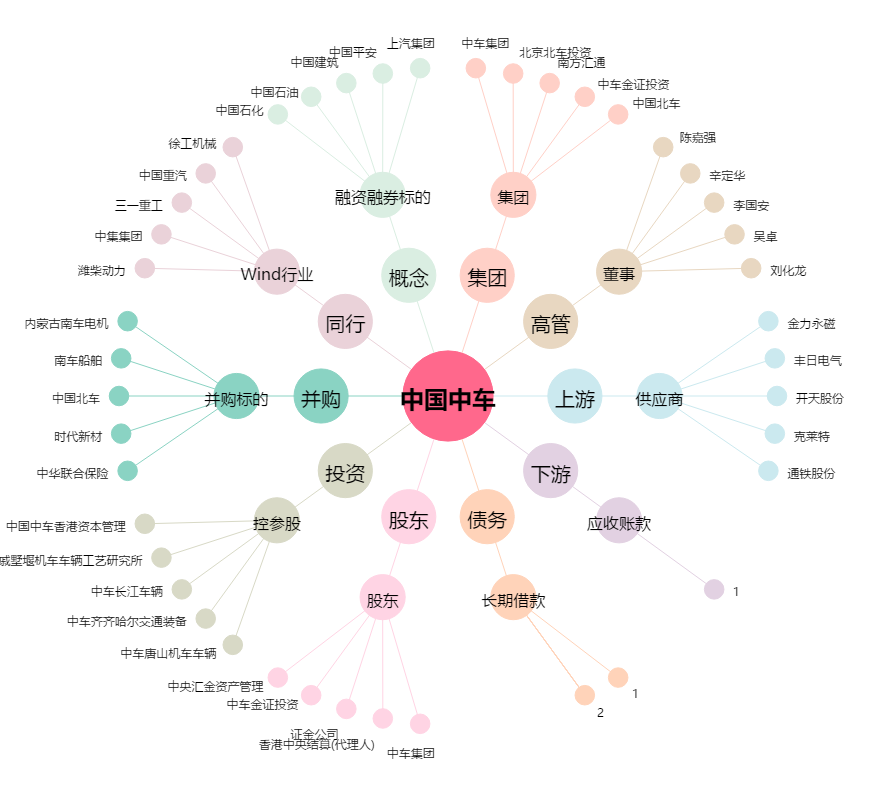 上汽集团
中车集团
中国平安
北京北车投资
中国建筑
南方汇通
中国石油
中车金证投资
中国石化
中国北车
徐工机械
陈嘉强
中国重汽
辛定华
融资融券标的
集团
三一重工
李国安
中集集团
吴卓
潍柴动力
Wind行业
概念
集团
董事
刘化龙
内蒙古南车电机
同行
高管
金力永磁
南车船舶
丰日电气
中国北车
并购标的
并购
中国中车
上游
供应商
开天股份
时代新材
克莱特
中华联合保险
投资
下游
通铁股份
中国中车香港资本管理
控参股
股东
债务
应收账款
戚墅堰机车车辆工艺研究所
中车长江车辆
1
股东
长期借款
中车齐齐哈尔交通装备
中车唐山机车车辆
中央汇金资产管理
1
中车金证投资
2
证金公司
香港中央结算(代理人)
中车集团